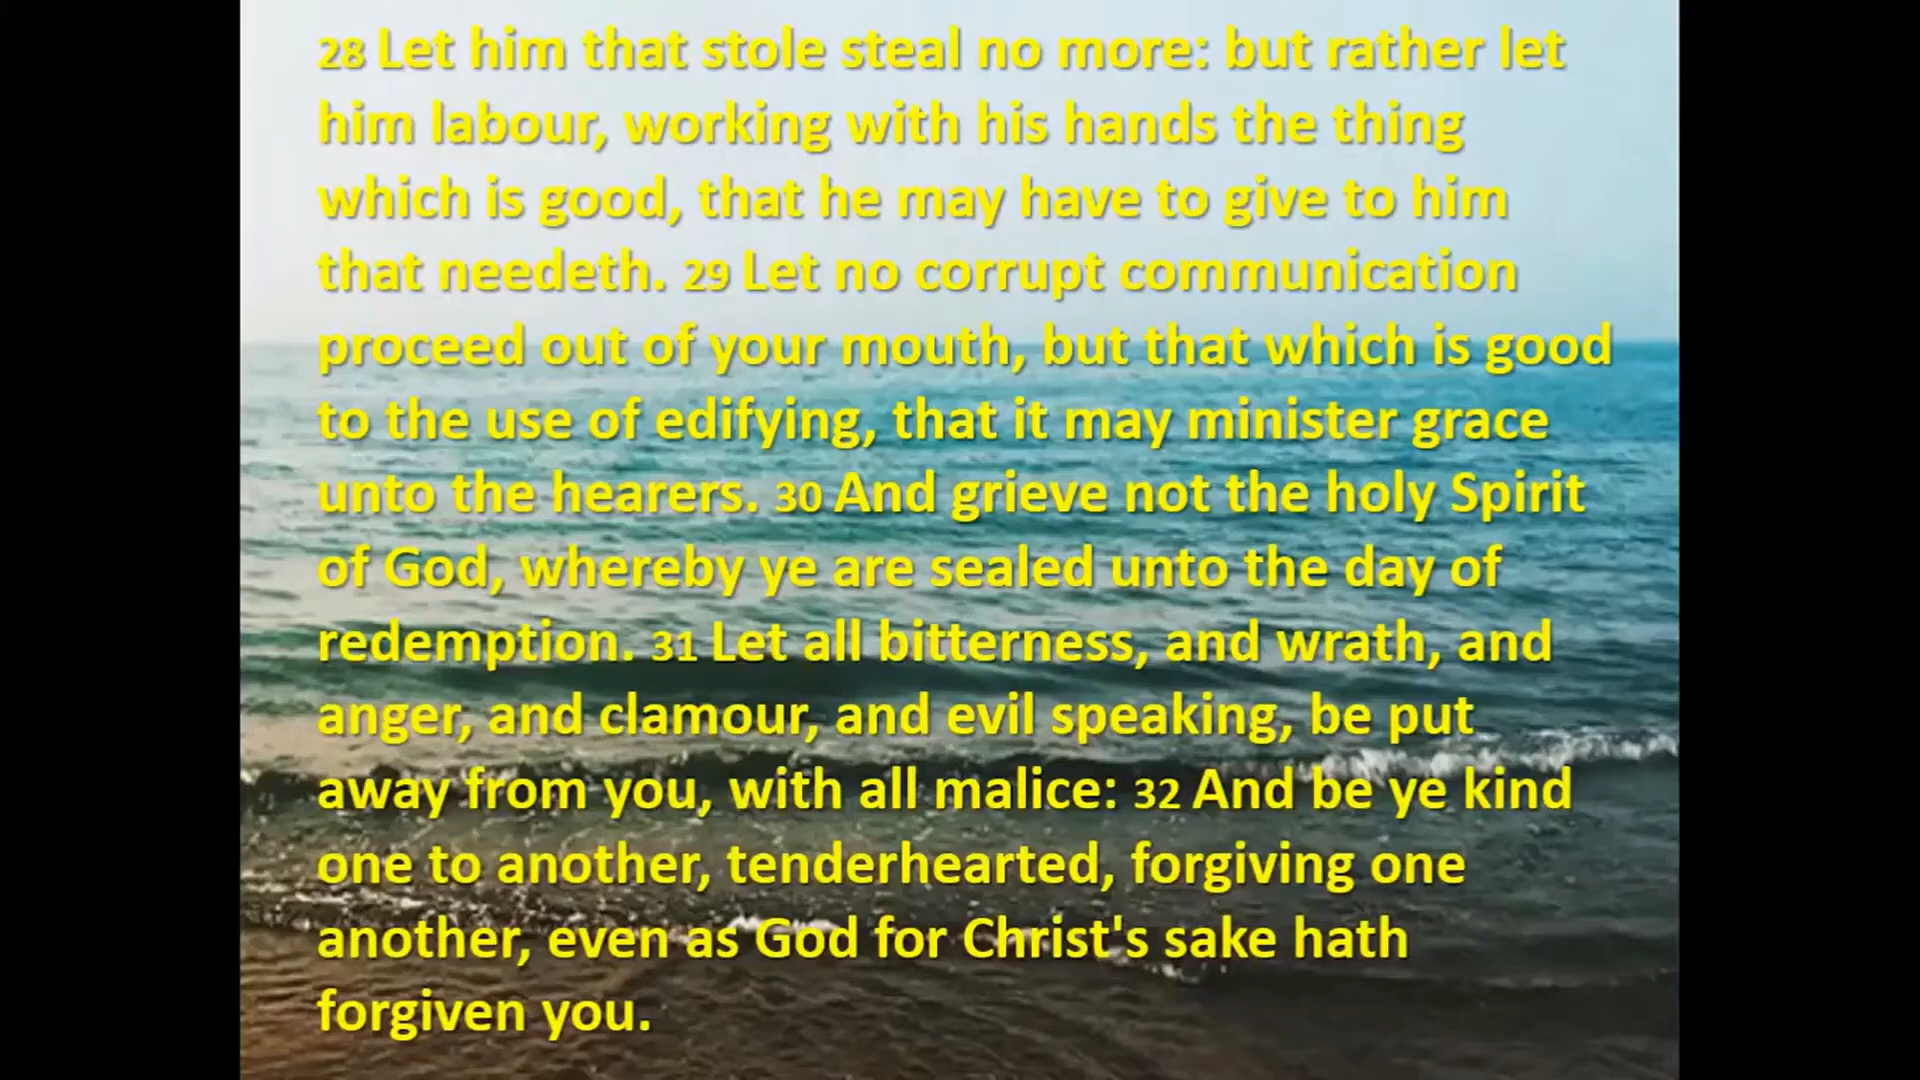 28 Let him that stole steal no more: but rather let
him labour, working with his hands the thing
which is good, that he may have to give to him
that needeth. 29 Let no corrupt communication
proceed out of your mouth, but that which is good
to the use of edifying, that it may minister grace
unto the hearers. 30 And grieve not the holy Spirit
of God, whereby ye are sealed unto the day of
redemption. 31 Let all bitterness, and wrath, and
anger, and clamour, and evil speaking, be put
away from you, with all malice: 32 And be ye kind
one to another, tenderhearted, forgiving one
another, even as God for Christ's sake hath
forgiven you.